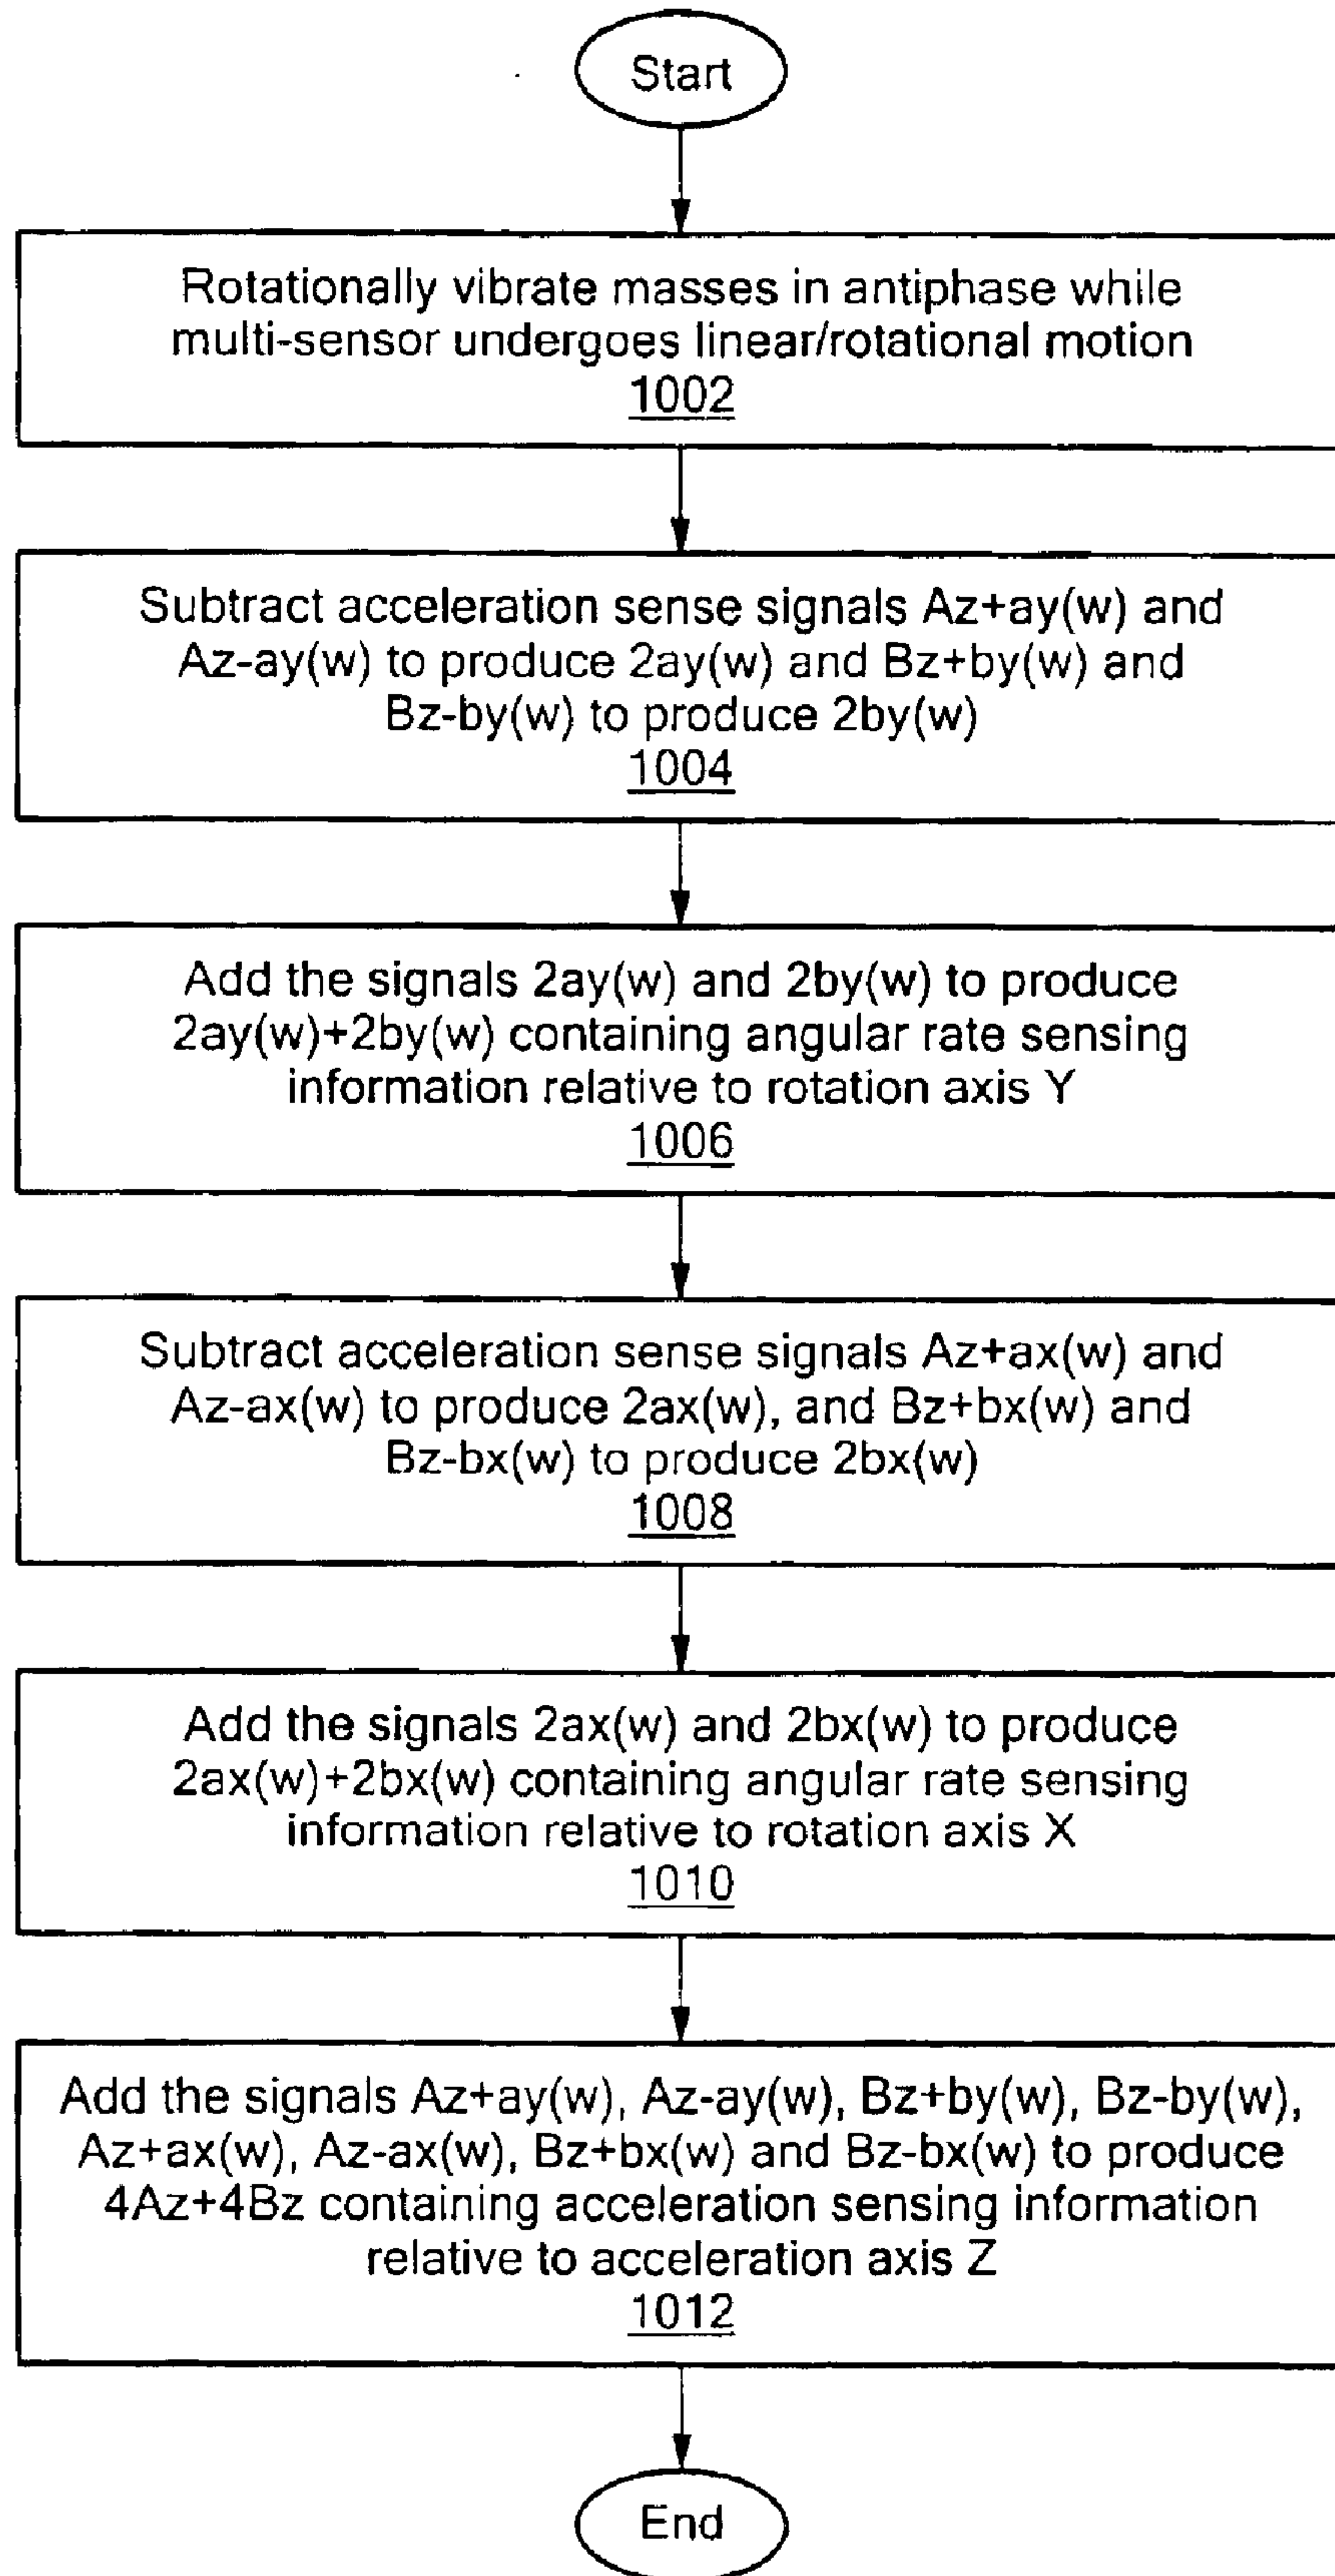 Start
Rotationally vibrate masses in antiphase while
multi-sensor undergoes linear/rotational motion
1002
Subtract acceleration sense signals Az+ay(w) and
Az-ay(w) to produce 2ay(w) and Bz+by(w) and
Bz-by(w) to produce 2by(w)
1004
Add the signals 2ay(w) and 2by(w) to produce
2ay(w)+2by(w) containing angular rate sensing
information relative to rotation axis Y
1006
Subtract acceleration sense signals Az+ax(w) and
Az-ax(w) to produce 2ax(w), and Bz+bx(w) and
Bz-bx(w) to produce 2bx(w)
1008
Add the signals 2ax(w) and 2bx(w) to produce
2ax(w)+2bx(w) containing angular rate sensing
information relative to rotation axis X
1010
Add the signals Az+ay(w), Az-ay(w), Bz+by(w), Bz-by(w),
Az+ax(w), Az-ax(w), Bz+bx(w) and Bz-bx(w) to produce
4Az+4Bz containing acceleration sensing information
relative to acceleration axis Z
1012
End